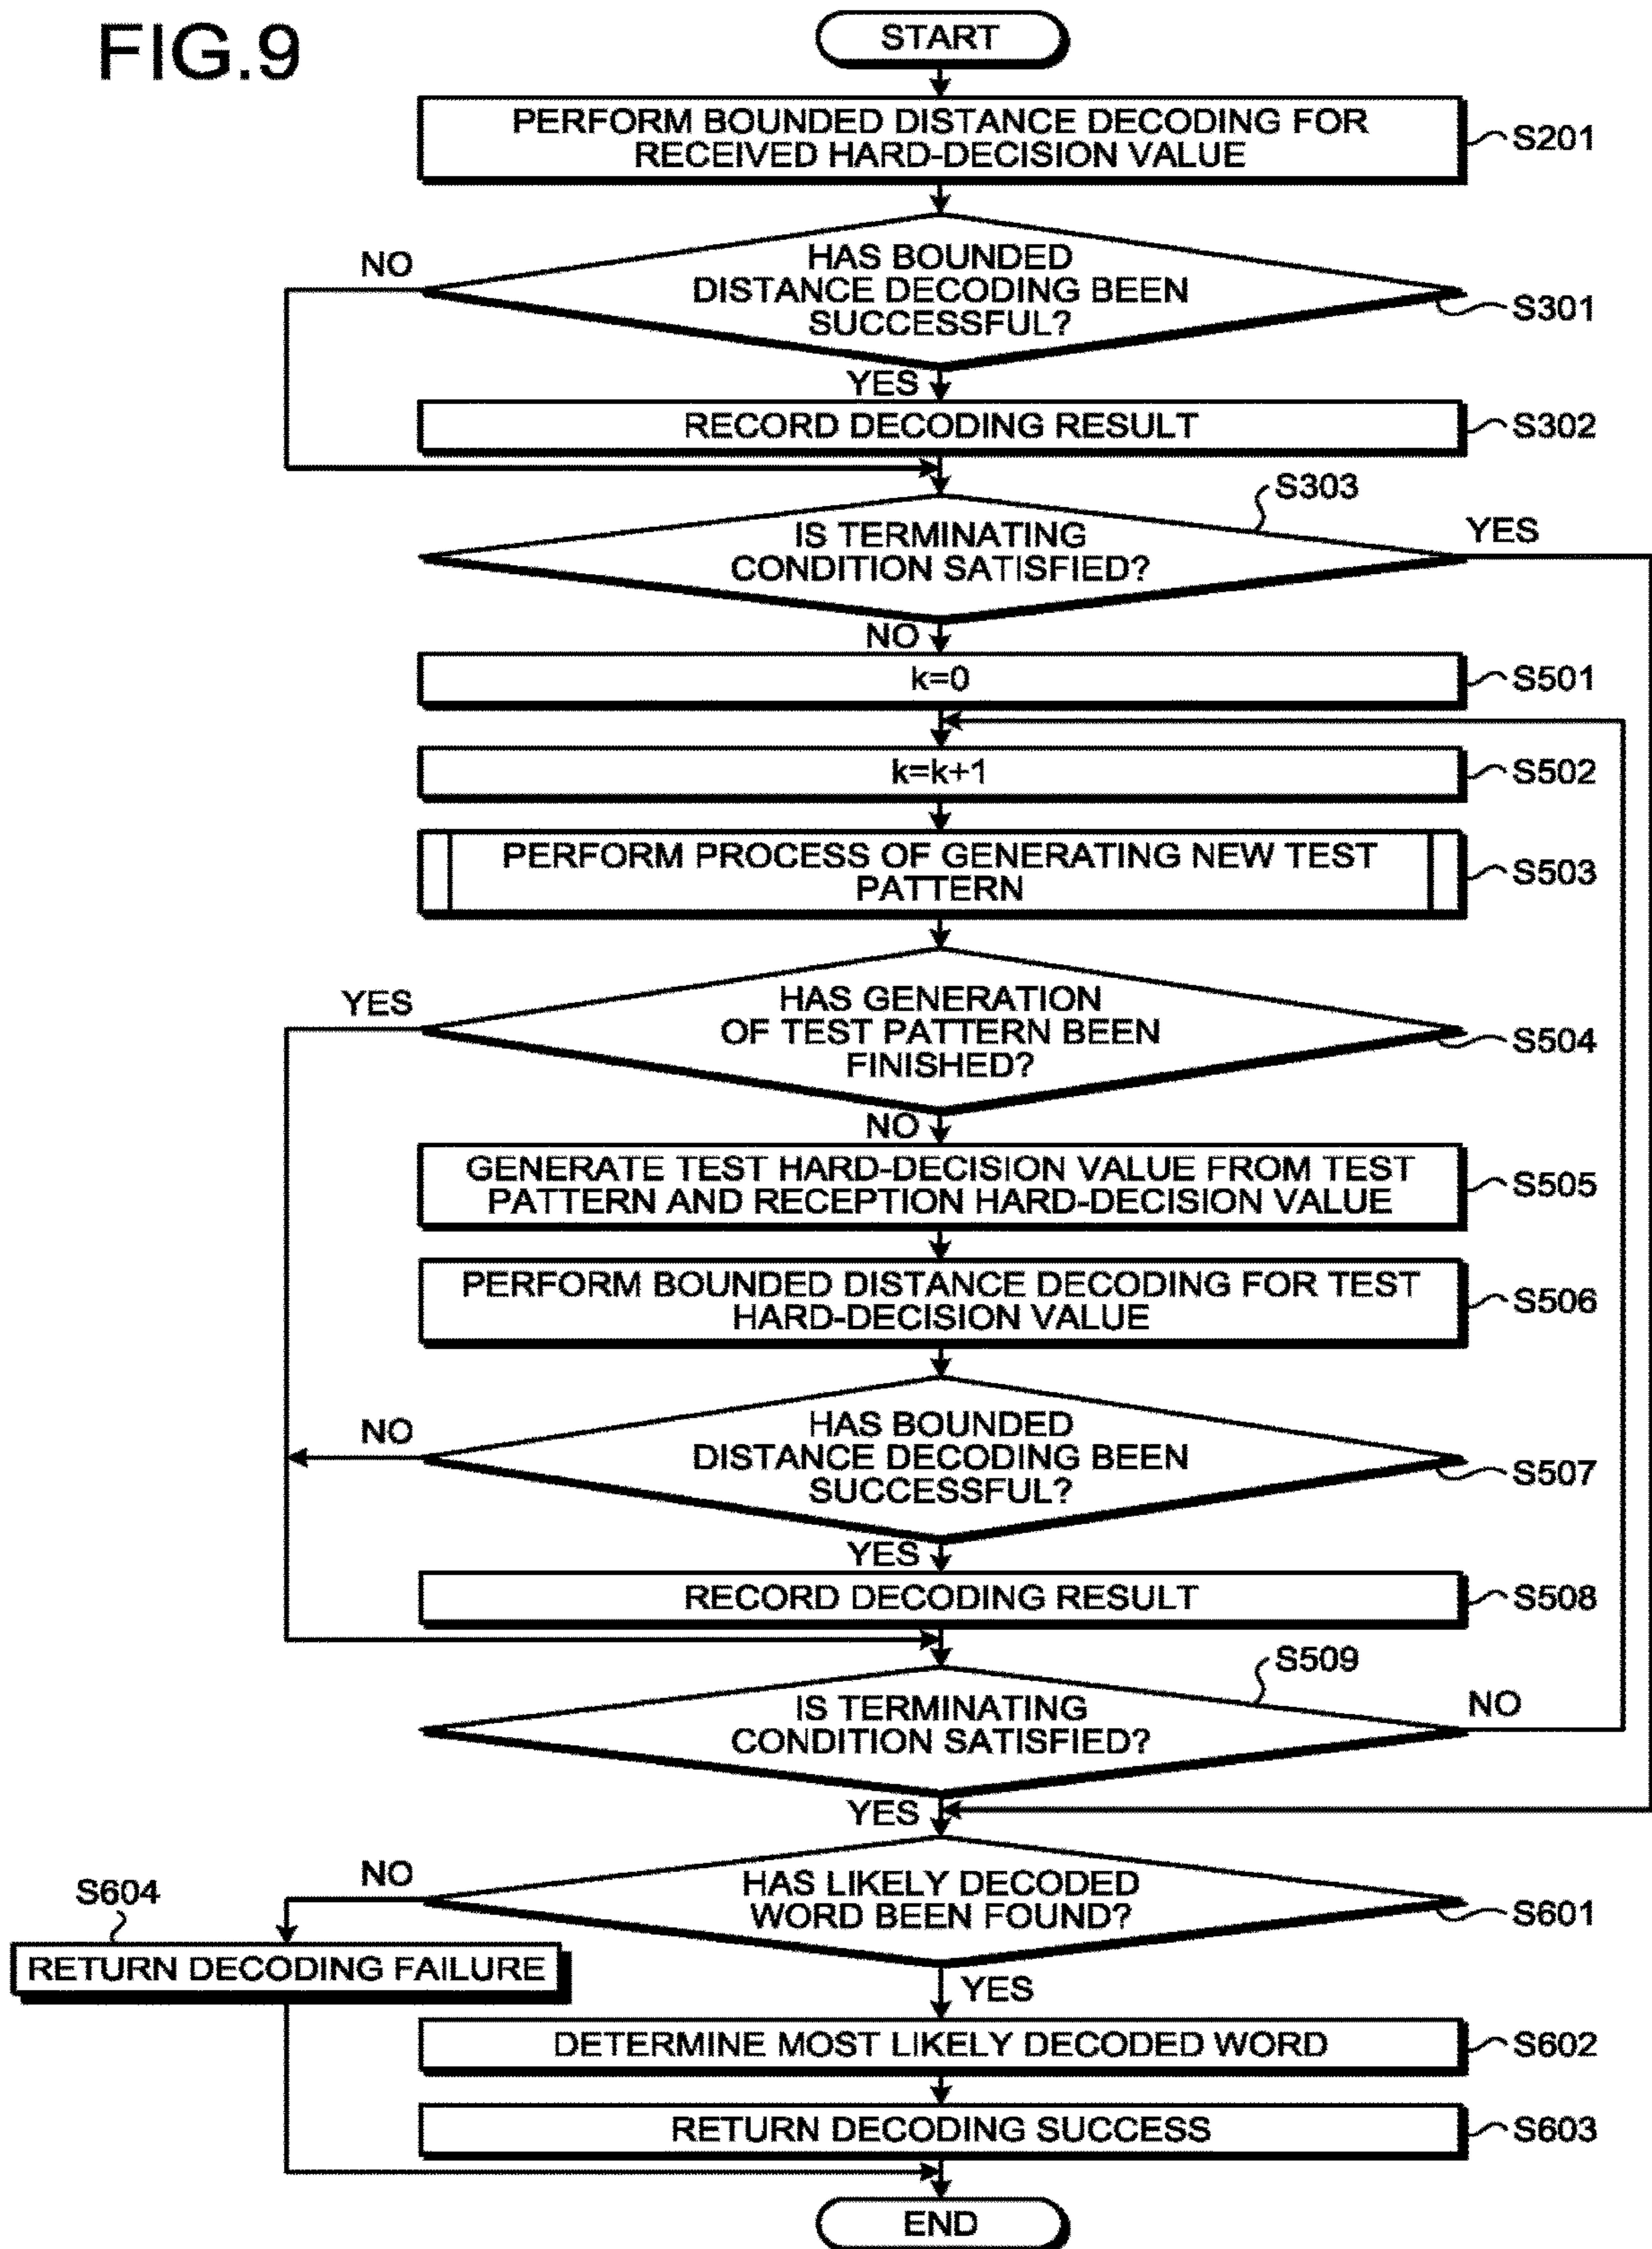 FIG.9
START
PERFORM BOUNDED DISTANCE DECODING FOR
RECEIVED HARD-DECISION VALUE
S201
NO
HAS BOUNDED
DISTANCE DECODING BEEN
SUCCESSFUL?
S301
YES
RECORD DECODING RESULT
S302
S303
IS TERMINATING
CONDITION SATISFIED?
YES
NO
k=0
S501
k=k+1
S502
PERFORM PROCESS OF GENERATING NEW TEST
PATTERN
S503
YES
HAS GENERATION
OF TEST PATTERN BEEN
FINISHED?
S504
NO
GENERATE TEST HARD-DECISION VALUE FROM TEST
PATTERN AND RECEPTION HARD-DECISION VALUE
S505
PERFORM BOUNDED DISTANCE DECODING FOR TEST
HARD-DECISION VALUE
S506
NO
HAS BOUNDED
DISTANCE DECODING BEEN
SUCCESSFUL?
S507
YES
RECORD DECODING RESULT
S508
S509
IS TERMINATING
CONDITION SATISFIED?
NO
YES
NO
HAS LIKELY DECODED
WORD BEEN FOUND?
S601
S604
RETURN DECODING FAILURE
YES
DETERMINE MOST LIKELY DECODED WORD
S602
RETURN DECODING SUCCESS
S603
END